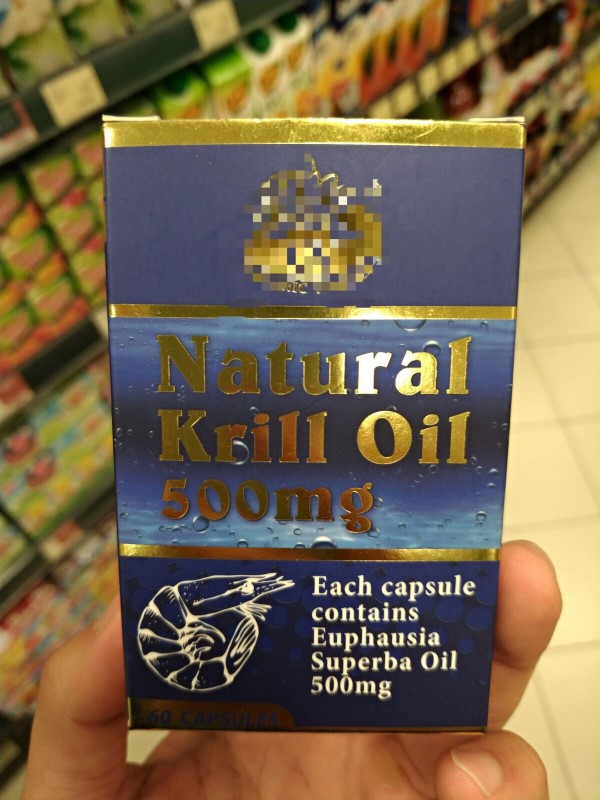 Natural
Krill Oil
500mg
Each capsule
contains
Euphausia
Superba Oil
500mg
60 CAPSULES